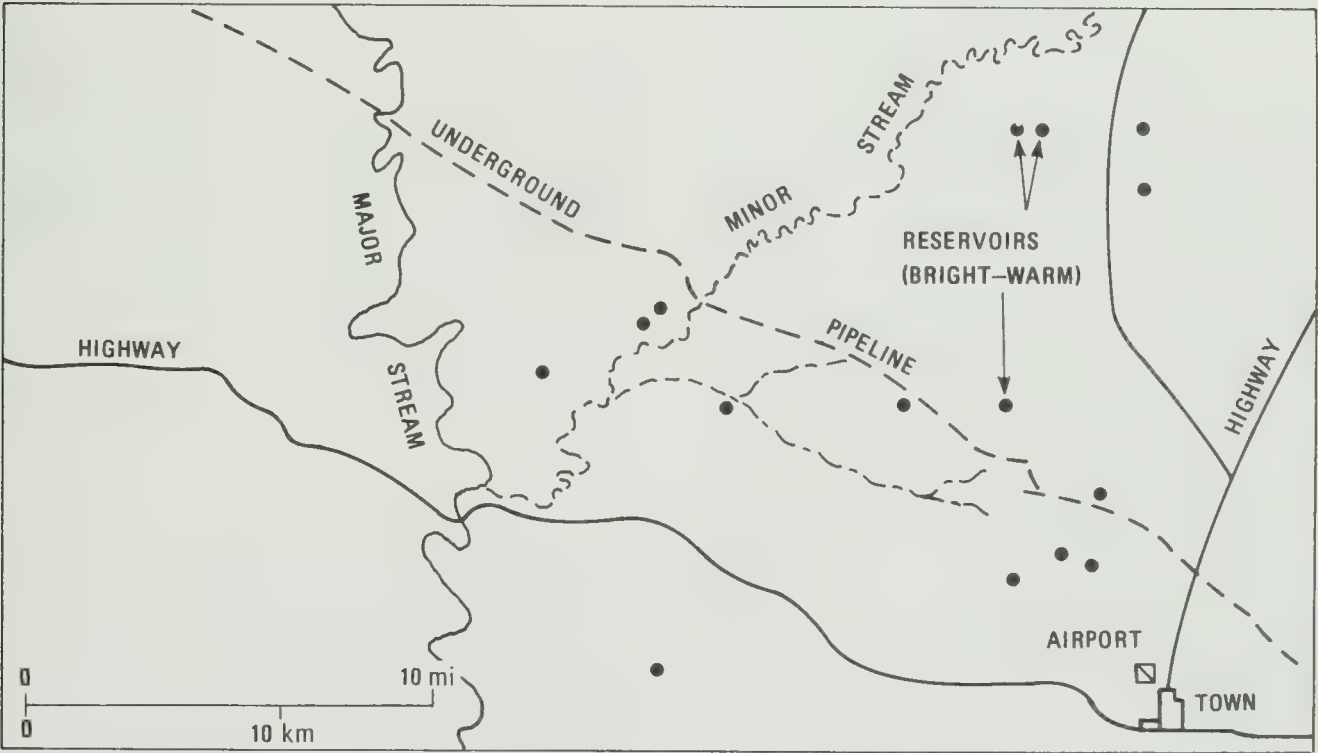 UNDERGROUND
STREAM
MAJOR
MINOR
RESERVOIRS
(BRIGHT–WARM)
HIGHWAY
PIPELINE
STREAM
HIGHWAY
AIRPORT
TOWN
0
10 mi
0
10 km